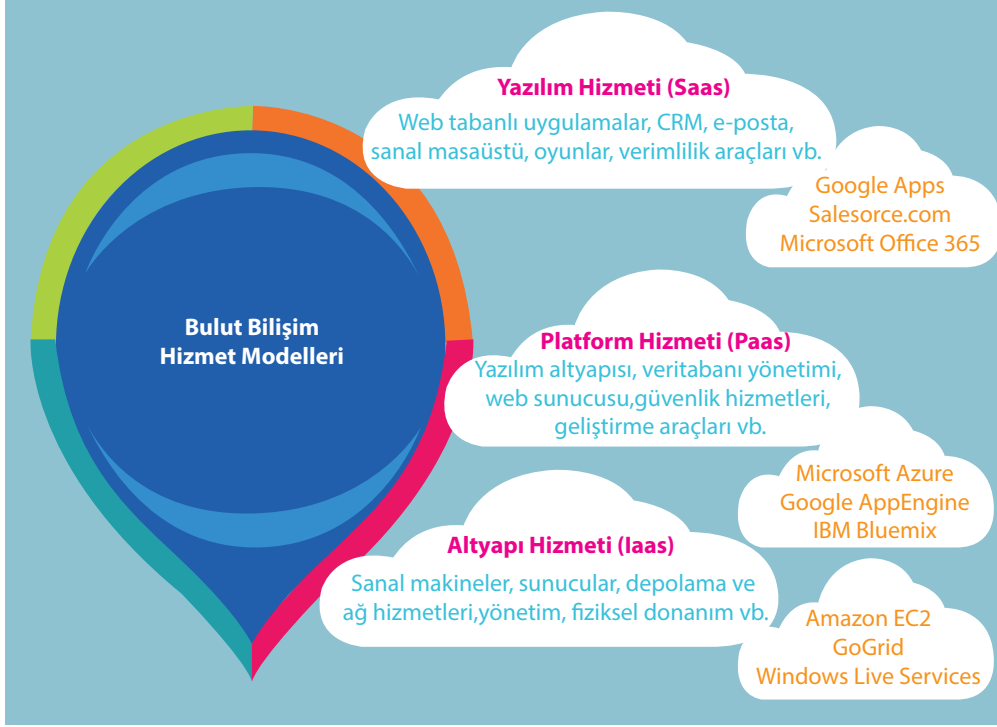 Yazılım Hizmeti (Saas)
Web tabanlı uygulamalar, CRM, e-posta,
sanal masaüstü, oyunlar, verimlilik araçları vb.
Google Apps
Salesorce.com
Microsoft Office 365
Bulut Bilişim
Hizmet Modelleri
Platform Hizmeti (Paas)
Yazılım altyapısı, veritabanı yönetimi,
web sunucusu,güvenlik hizmetleri,
geliştirme araçları vb.
Microsoft Azure
Google AppEngine
IBM Bluemix
Altyapı Hizmeti (Iaas)
Sanal makineler, sunucular, depolama ve
ağ hizmetleri,yönetim, fiziksel donanım vb.
Amazon EC2
GoGrid
Windows Live Services